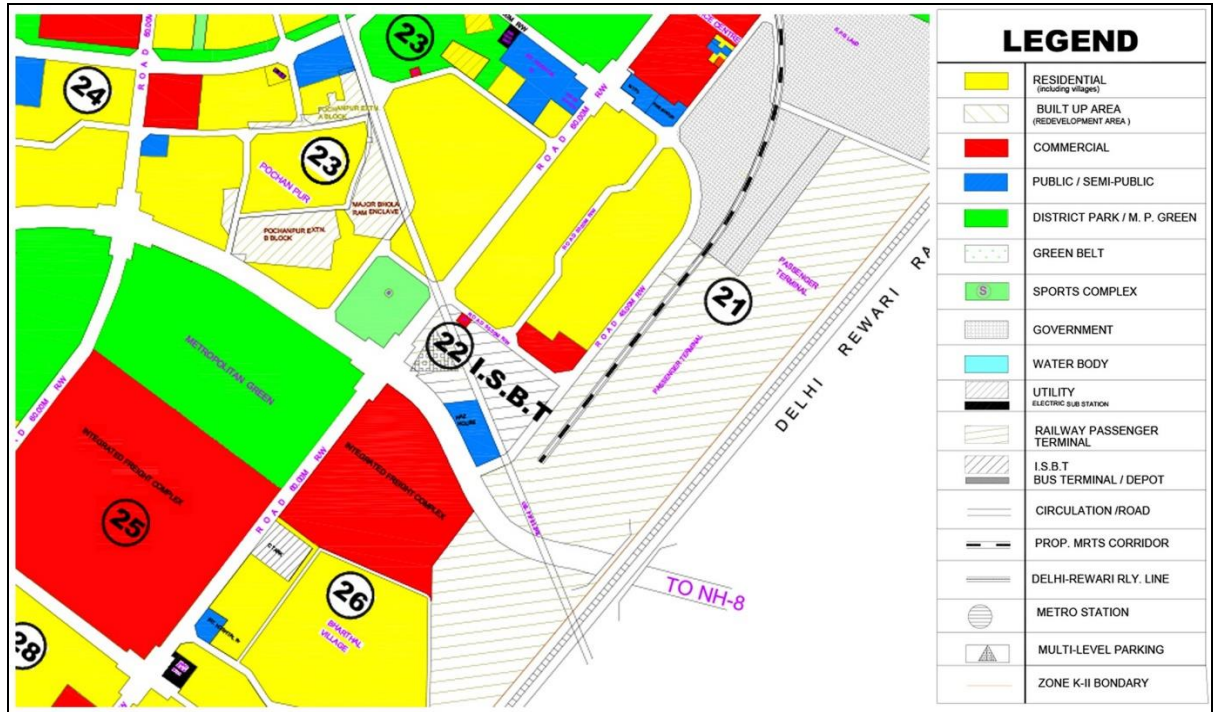 24
23
POCHANPUR EXTN.
A BLOCK
23
POCHAN PUR
MAJOR BHOLA
RAM ENCLAVE
POCHANPUR EXTN.
B BLOCK
ROAD 60.00M R/W
21
PASSENGER
TERMINAL
PASSENGER TERMINAL
DELHI REWARI RA
22
I.S.B.T
METROPOLITAN GREEN
INTEGRATED FREIGHT COMPLEX
25
INTEGRATED FREIGHT COMPLEX
ROAD 80.00M R/W
26
BHARTHAL
VILLAGE
28
TO NH-8
LEGEND
RESIDENTIAL
(including villages)
BUILT UP AREA
(REDEVELOPMENT AREA )
COMMERCIAL
PUBLIC / SEMI-PUBLIC
DISTRICT PARK / M. P. GREEN
GREEN BELT
S
SPORTS COMPLEX
GOVERNMENT
WATER BODY
UTILITY
ELECTRIC SUB STATION
RAILWAY PASSENGER
TERMINAL
I.S.B.T
BUS TERMINAL / DEPOT
CIRCULATION /ROAD
PROP. MRTS CORRIDOR
DELHI-REWARI RLY. LINE
METRO STATION
MULTI-LEVEL PARKING
ZONE K-II BONDARY